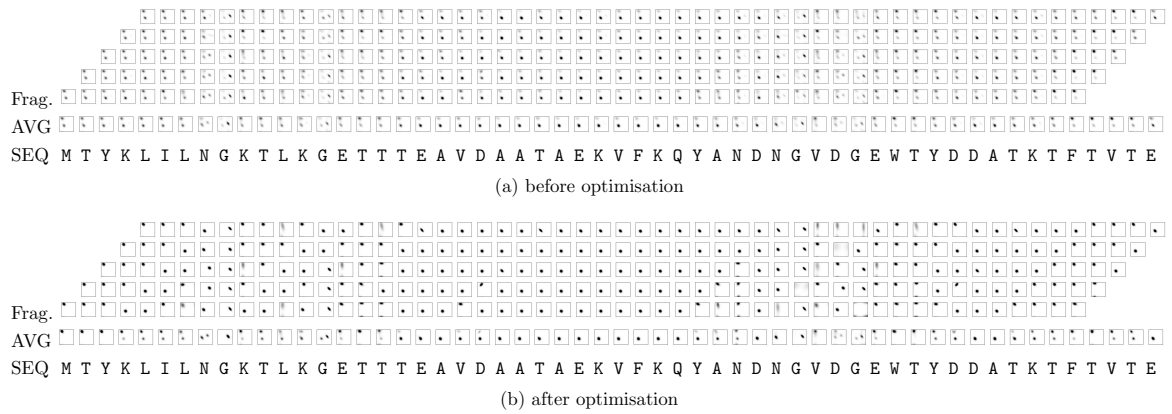 Frag.
AVG
SEQ M T Y K L I L N G K T L K G E T T T E A V D A A T A E K V F K Q Y A N D N G V D G E W T Y D D A T K T F T V T E
(a) before optimisation
Frag.
AVG
SEQ M T Y K L I L N G K T L K G E T T T E A V D A A T A E K V F K Q Y A N D N G V D G E W T Y D D A T K T F T V T E
(b) after optimisation